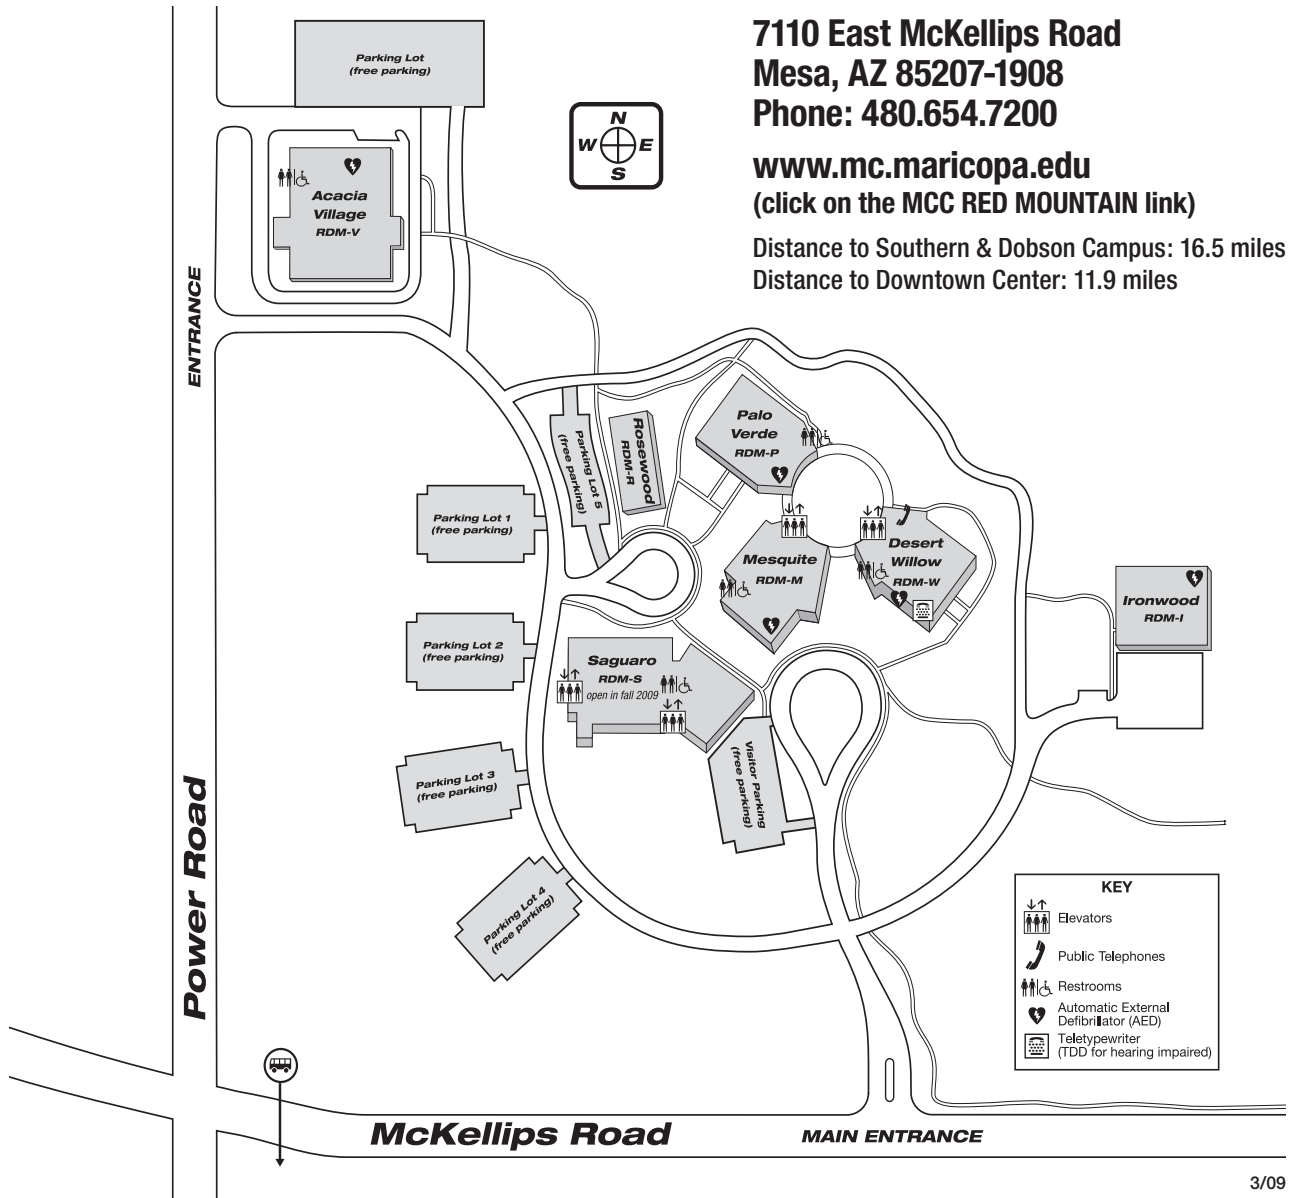 7110 East McKellips Road
Mesa, AZ 85207-1908
Phone: 480.654.7200
www.mc.maricopa.edu
(click on the MCC RED MOUNTAIN link)
Distance to Southern & Dobson Campus: 16.5 miles
Distance to Downtown Center: 11.9 miles
Parking Lot
(free parking)
N
W E
S
Acacia
Village
RDM-V
ENTRANCE
Parking Lot 5
(free parking)
Rosewood
RDM-R
Palo
Verde
RDM-P
Parking Lot 1
(free parking)
Mesquite
RDM-M
Desert
Willow
RDM-W
Ironwood
RDM-I
Parking Lot 2
(free parking)
Saguaro
RDM-S
open in fall 2009
Visitor Parking
(free parking)
Parking Lot 3
(free parking)
Parking Lot 4
(free parking)
Power Road
KEY
Elevators
Public Telephones
Restrooms
Automatic External
Defibrillator (AED)
Teletypewriter
(TDD for hearing impaired)
McKellips Road
MAIN ENTRANCE
3/09